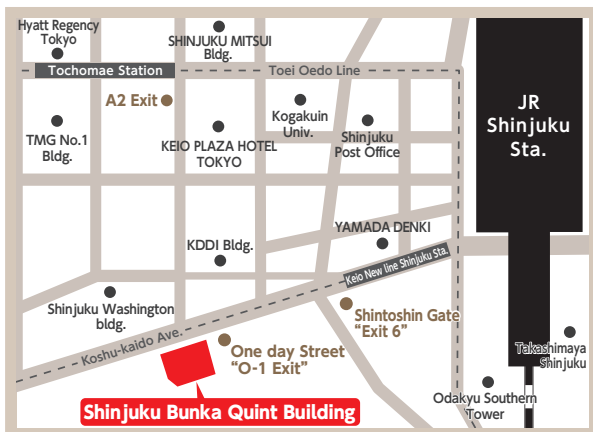 Hyatt Regency
Tokyo
SHINJUKU MITSUI
Bldg.
Tochomae Station
Toei Oedo Line
A2 Exit
JR
Shinjuku
Sta.
TMG No.1
Bldg.
KEIO PLAZA HOTEL
TOKYO
Kogakuin
Univ.
Shinjuku
Post Office
YAMADA DENKI
KDDI Bldg.
Keio New line Shinjuku Sta.
Shinjuku Washington
bldg.
Shintoshin Gate
“Exit 6”
Koshu-kaido Ave.
One day Street
“O-1 Exit”
Takashimaya
Shinjuku
Odakyu Southern
Tower
Shinjuku Bunka Quint Building